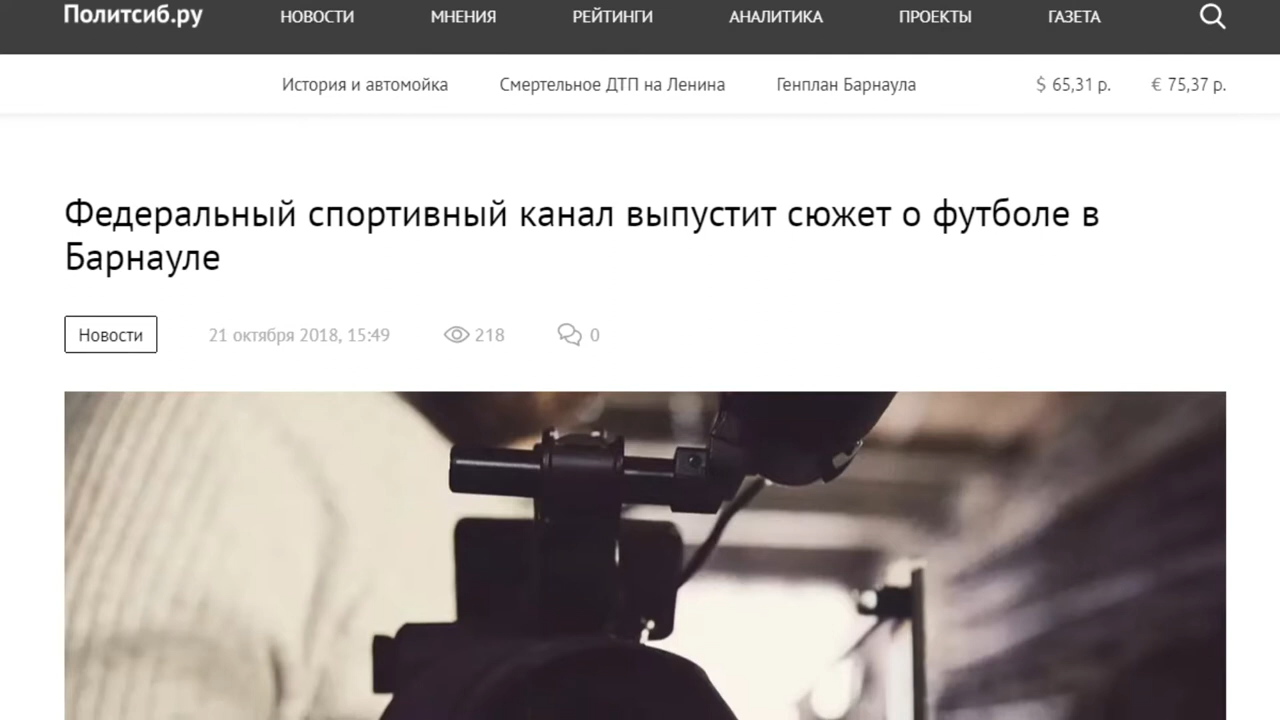 Политсиб.ру НОВОСТИ МНЕНИЯ РЕЙТИНГИ АНАЛИТИКА ПРОЕКТЫ ГАЗЕТА
История и автомойка Смертельное ДТП на Ленина Генплан Барнаула $ 65,31 р. € 75,37 р.
Федеральный спортивный канал выпустит сюжет о футболе в
Барнауле
Новости 21 октября 2018, 15:49 218 0